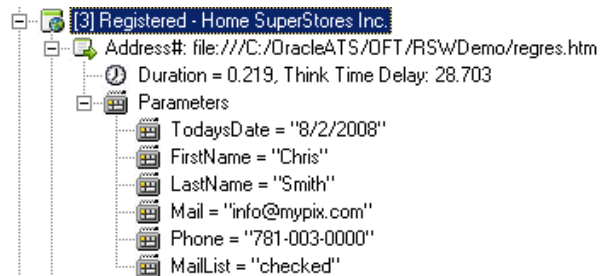 [3] Registered - Home SuperStores Inc.
Address#: file:///C:/OracleATS/OFT/RSWDemo/regres.htm
Duration = 0.219, Think Time Delay: 28.703
Parameters
TodaysDate = "8/2/2008"
FirstName = "Chris"
LastName = "Smith"
Mail = "info@mypix.com"
Phone = "781-003-0000"
MailList = "checked"